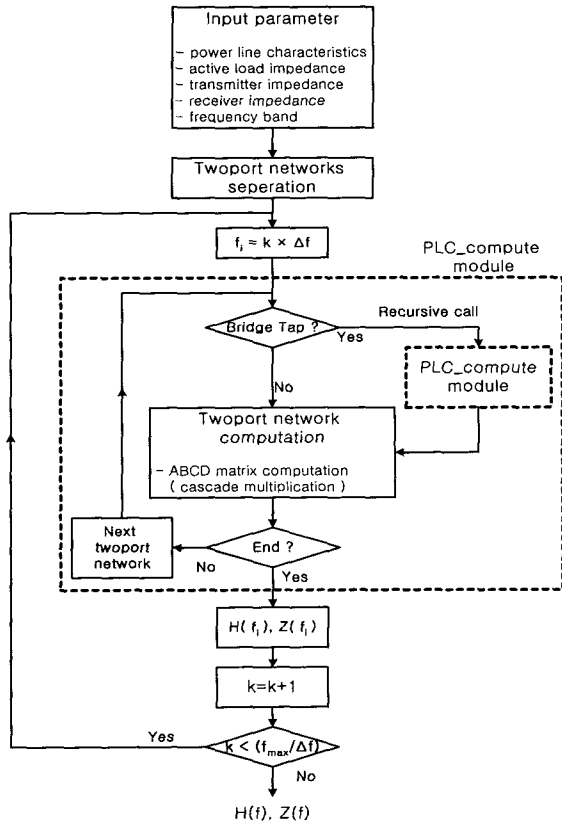 Input parameter
- power line characteristics
- active load impedance
- transmitter impedance
- receiver impedance
- frequency band
Twoport networks
seperation
fi = k × Δf
PLC_compute
module
Bridge Tap ?
Yes
Recursive call
PLC_compute
module
No
Twoport network
computation
- ABCD matrix computation
( cascade multiplication )
End ?
No
Next
twoport
network
Yes
H( fi ), Z( fi )
k=k+1
k < (fmax/Δf)
Yes
No
H(f), Z(f)